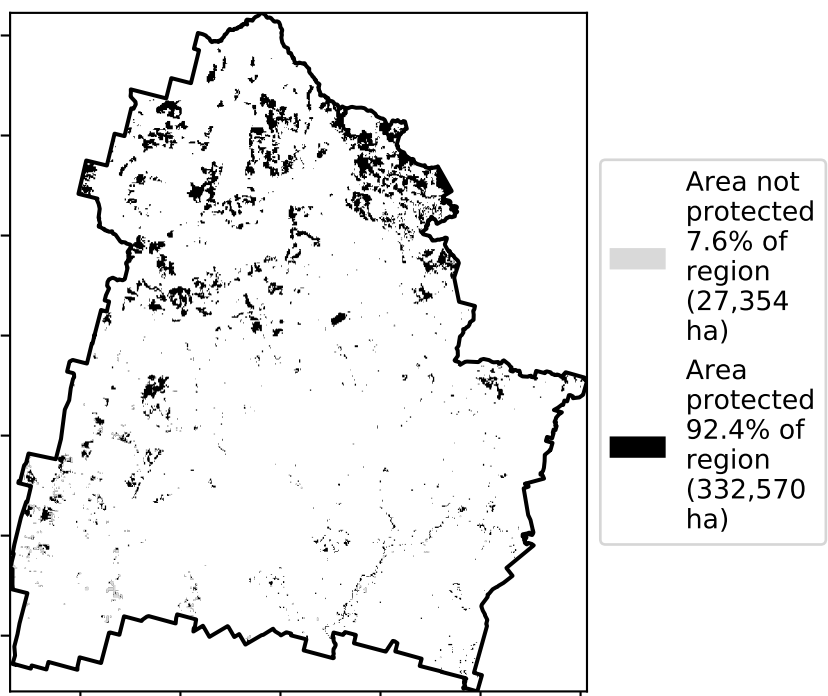 Area not
protected
7.6% of
region
(27,354
ha)
Area
protected
92.4% of
region
(332,570
ha)